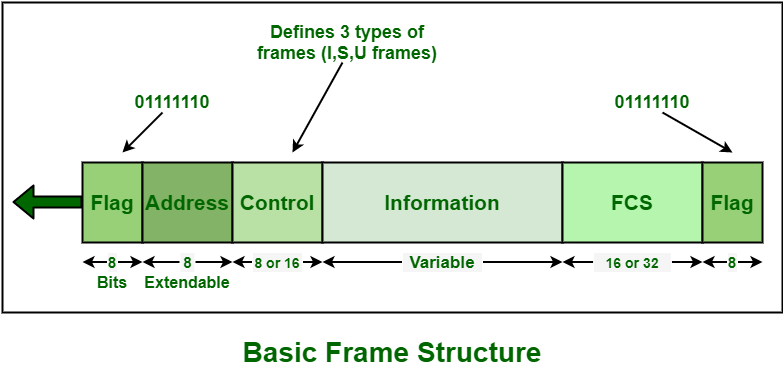 Defines 3 types of
frames (I,S,U frames)
01111110
01111110
Flag
Address
Control
Information
FCS
Flag
8
Bits
8
Extendable
8 or 16
Variable
16 or 32
8
Basic Frame Structure